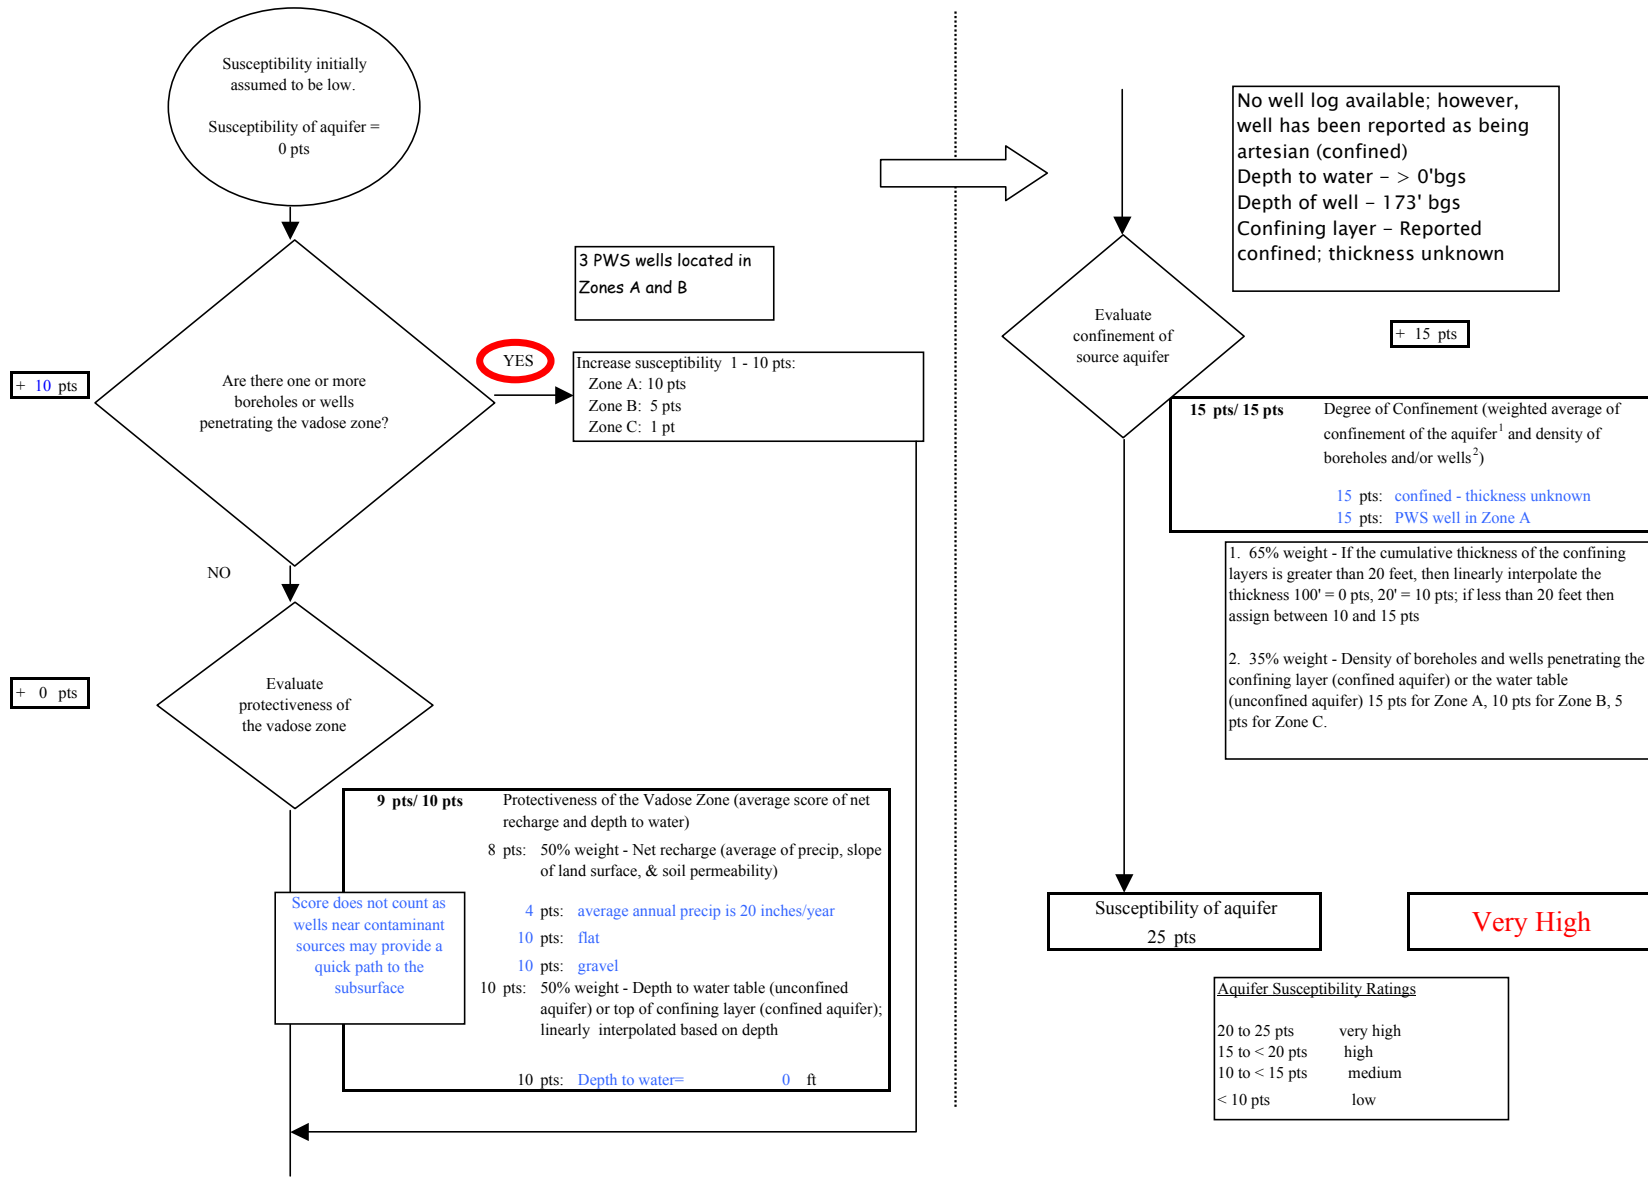 Susceptibility initially
assumed to be low.
Susceptibility of aquifer =
0 pts
3 PWS wells located in
Zones A and B
YES
+ 10 pts
Are there one or more
boreholes or wells
penetrating the vadose zone?
Increase susceptibility 1 - 10 pts:
Zone A: 10 pts
Zone B: 5 pts
Zone C: 1 pt
NO
+ 0 pts
Evaluate
protectiveness of
the vadose zone
9 pts/ 10 pts Protectiveness of the Vadose Zone (average score of net
recharge and depth to water)
8 pts: 50% weight - Net recharge (average of precip, slope
of land surface, & soil permeability)
Score does not count as
wells near contaminant
sources may provide a
quick path to the
subsurface
4 pts: average annual precip is 20 inches/year
10 pts: flat
10 pts: gravel
10 pts: 50% weight - Depth to water table (unconfined
aquifer) or top of confining layer (confined aquifer);
linearly interpolated based on depth
10 pts: Depth to water= 0 ft
No well log available; however,
well has been reported as being
artesian (confined)
Depth to water – > 0'bgs
Depth of well – 173' bgs
Confining layer – Reported
confined; thickness unknown
Evaluate
confinement of
source aquifer
+ 15 pts
15 pts/ 15 pts Degree of Confinement (weighted average of
confinement of the aquifer1 and density of
boreholes and/or wells2)
15 pts: confined - thickness unknown
15 pts: PWS well in Zone A
1. 65% weight - If the cumulative thickness of the confining
layers is greater than 20 feet, then linearly interpolate the
thickness 100' = 0 pts, 20' = 10 pts; if less than 20 feet then
assign between 10 and 15 pts
2. 35% weight - Density of boreholes and wells penetrating the
confining layer (confined aquifer) or the water table
(unconfined aquifer) 15 pts for Zone A, 10 pts for Zone B, 5
pts for Zone C.
Susceptibility of aquifer
25 pts
Very High
Aquifer Susceptibility Ratings
20 to 25 pts very high
15 to < 20 pts high
10 to < 15 pts medium
< 10 pts low